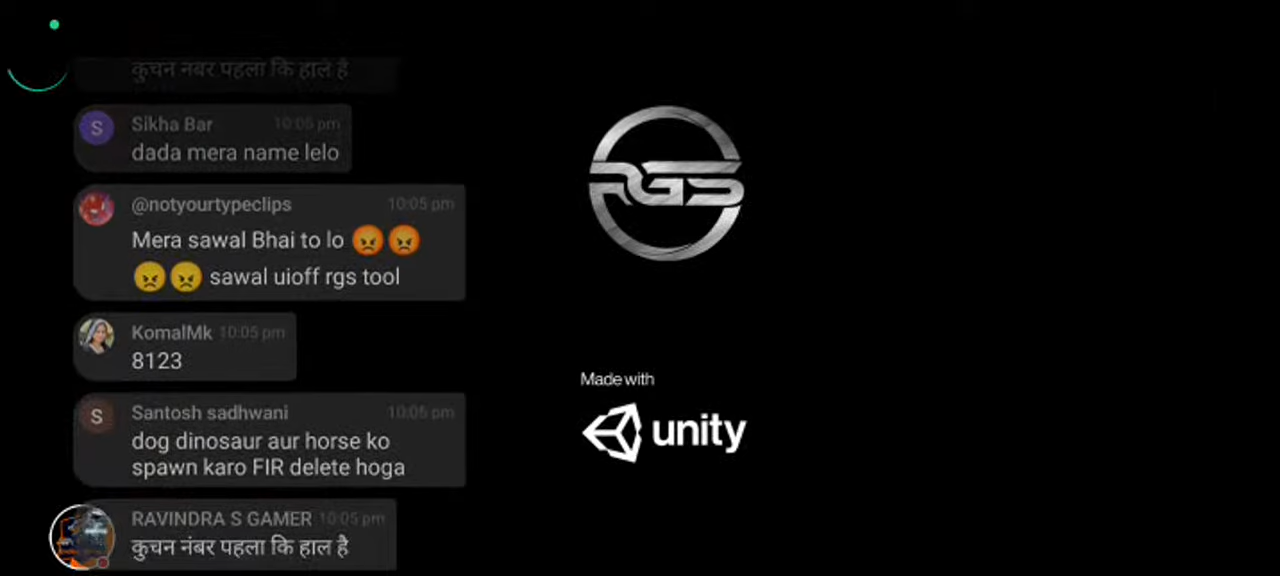 कुचन नबर पहला कि हाल है
S
Sikha Bar 10:05 pm
dada mera name lelo
@notyourtypeclips 10:05 pm
Mera sawal Bhai to lo 😡😡
😠😠 sawal uioff rgs tool
KomalMk 10:05 pm
8123
S
Santosh sadhwani 10:05 pm
dog dinosaur aur horse ko
spawn karo FIR delete hoga
RAVINDRA S GAMER 10:05 pm
कुचन नंबर पहला कि हाल है
RGS
Made with
unity